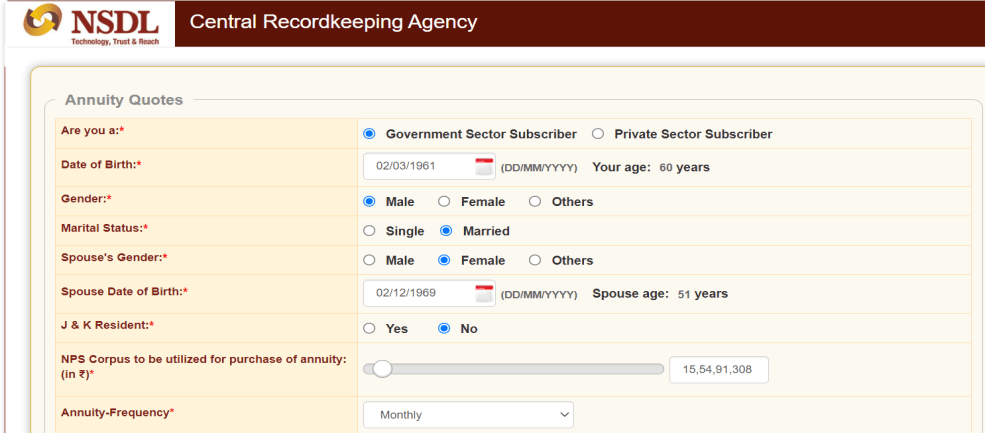 NSDL
Technology, Trust & Reach
Central Recordkeeping Agency
Annuity Quotes
Are you a:* Government Sector Subscriber Private Sector Subscriber
Date of Birth:* 02/03/1961 (DD/MM/YYYY) Your age: 60 years
Gender:* Male Female Others
Marital Status:* Single Married
Spouse's Gender:* Male Female Others
Spouse Date of Birth:* 02/12/1969 (DD/MM/YYYY) Spouse age: 51 years
J & K Resident:* Yes No
NPS Corpus to be utilized for purchase of annuity:
(in ₹)* 15,54,91,308
Annuity-Frequency* Monthly